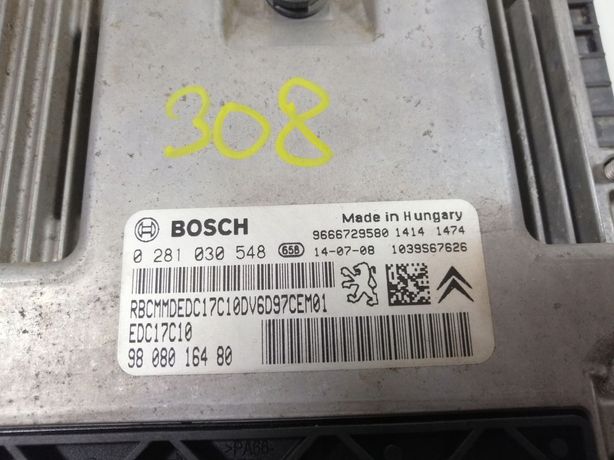 308
BOSCH
Made in Hungary
9666729580 1414 1474
0 281 030 548 658 14-07-08 1039S67626
RBCMMDEDC17C10DV6D97CEM01
EDC17C10
98 080 164 80
>PA66-